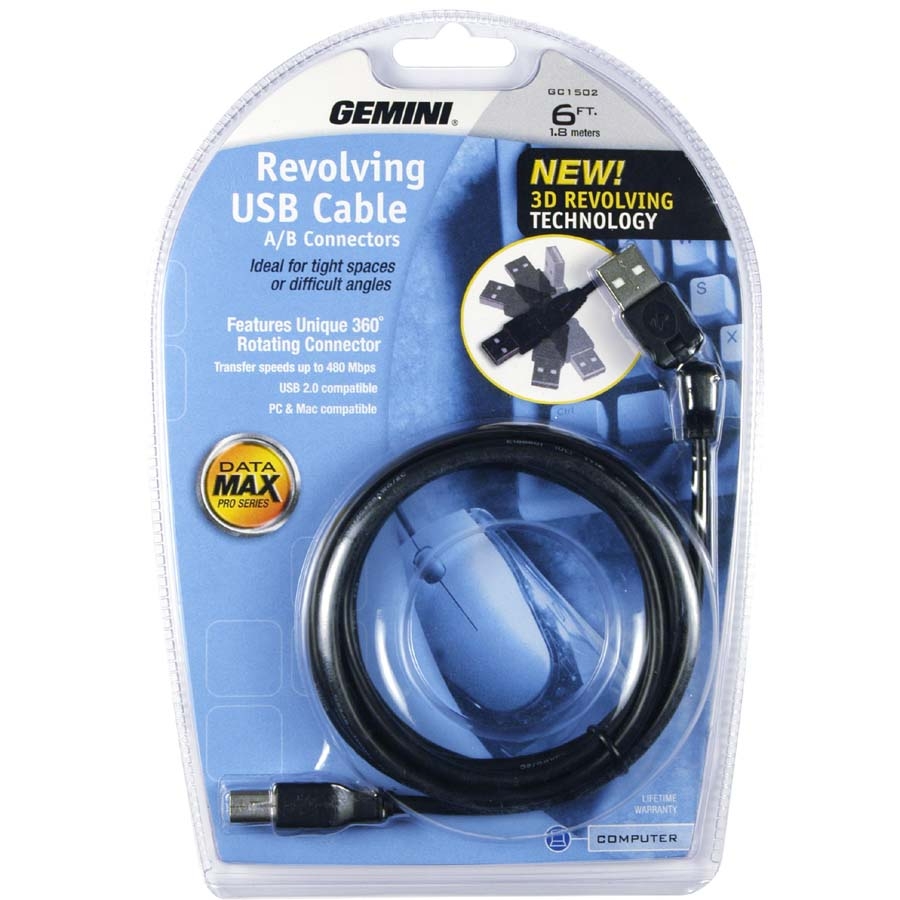 GEMINI®
GC1502
6FT.
1.8 meters
Revolving
USB Cable
A/B Connectors
Ideal for tight spaces
or difficult angles
NEW!
3D REVOLVING
TECHNOLOGY
Features Unique 360°
Rotating Connector
Transfer speeds up to 480 Mbps
USB 2.0 compatible
PC & Mac compatible
S
X
Ctrl
DATA
MAX
PRO SERIES
LIFETIME
WARRANTY
COMPUTER